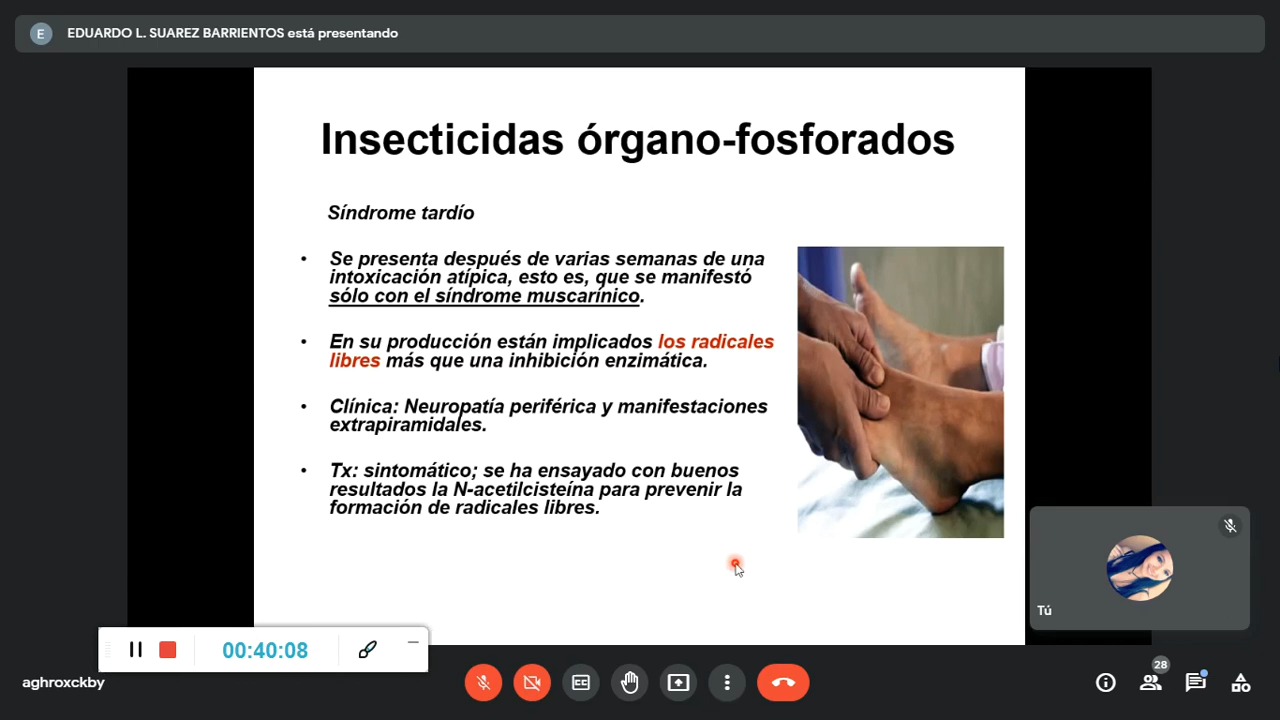 E
EDUARDO L. SUAREZ BARRIENTOS está presentando
Insecticidas órgano-fosforados
Síndrome tardío
• Se presenta después de varias semanas de una
intoxicación atípica, esto es, que se manifestó
sólo con el síndrome muscarínico.
• En su producción están implicados los radicales
libres más que una inhibición enzimática.
• Clínica: Neuropatía periférica y manifestaciones
extrapiramidales.
• Tx: sintomático; se ha ensayado con buenos
resultados la N-acetilcisteína para prevenir la
formación de radicales libres.
Tú
00:40:08
aghroxckby
CC
28